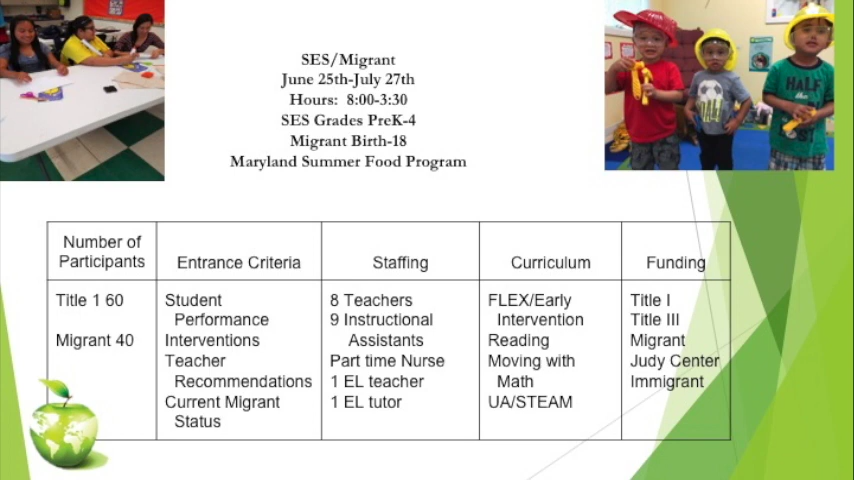 SES/Migrant
June 25th-July 27th
Hours:  8:00-3:30
SES Grades PreK-4
Migrant Birth-18
Maryland Summer Food Program
Number of
Participants
Entrance Criteria
Staffing
Curriculum
Funding
Title 1 60
Migrant 40
Student
Performance
Interventions
Teacher
Recommendations
Current Migrant
Status
8 Teachers
9 Instructional
Assistants
Part time Nurse
1 EL teacher
1 EL tutor
FLEX/Early
Intervention
Reading
Moving with
Math
UA/STEAM
Title I
Title III
Migrant
Judy Center
Immigrant
HALF